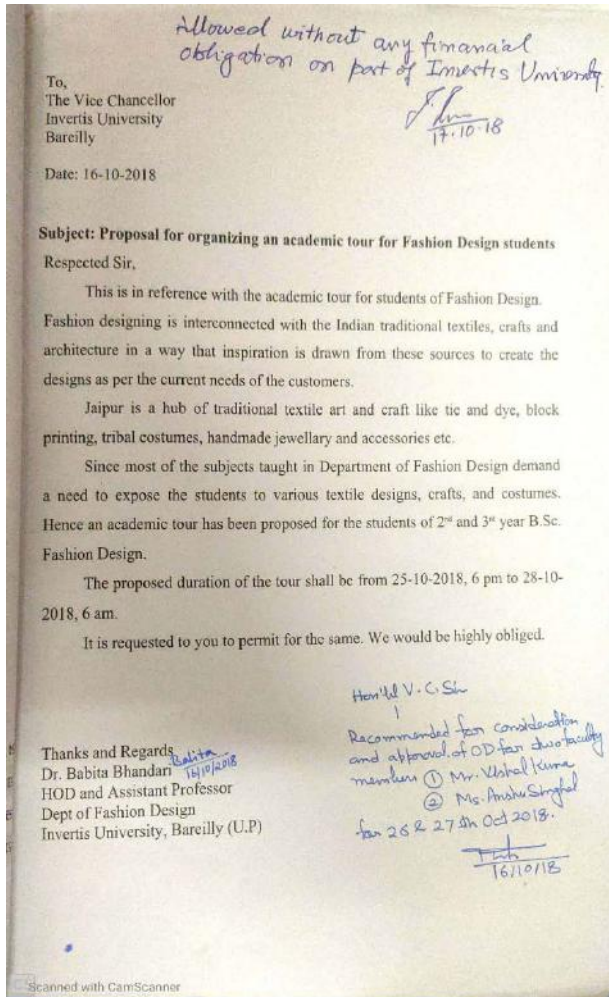 Allowed without any financial
obligation on part of Invertis University.
17.10.18
To,
The Vice Chancellor
Invertis University
Bareilly
Date: 16-10-2018
Subject: Proposal for organizing an academic tour for Fashion Design students
Respected Sir,
This is in reference with the academic tour for students of Fashion Design.
Fashion designing is interconnected with the Indian traditional textiles, crafts and
architecture in a way that inspiration is drawn from these sources to create the
designs as per the current needs of the customers.
Jaipur is a hub of traditional textile art and craft like tie and dye, block
printing, tribal costumes, handmade jewellary and accessories etc.
Since most of the subjects taught in Department of Fashion Design demand
a need to expose the students to various textile designs, crafts, and costumes.
Hence an academic tour has been proposed for the students of 2nd and 3rd year B.Sc.
Fashion Design.
The proposed duration of the tour shall be from 25-10-2018, 6 pm to 28-10-
2018, 6 am.
It is requested to you to permit for the same. We would be highly obliged.
Thanks and Regards
Babita
16/10/2018
Dr. Babita Bhandari
HOD and Assistant Professor
Dept of Fashion Design
Invertis University, Bareilly (U.P)
Hon'bl V.C. Sir
Recommended for consideration
and approval of OD for two faculty
members ① Mr. Vishal Kumar
② Ms. Anshu Singhal
for 26 & 27th Oct 2018.
16/10/18
Scanned with CamScanner